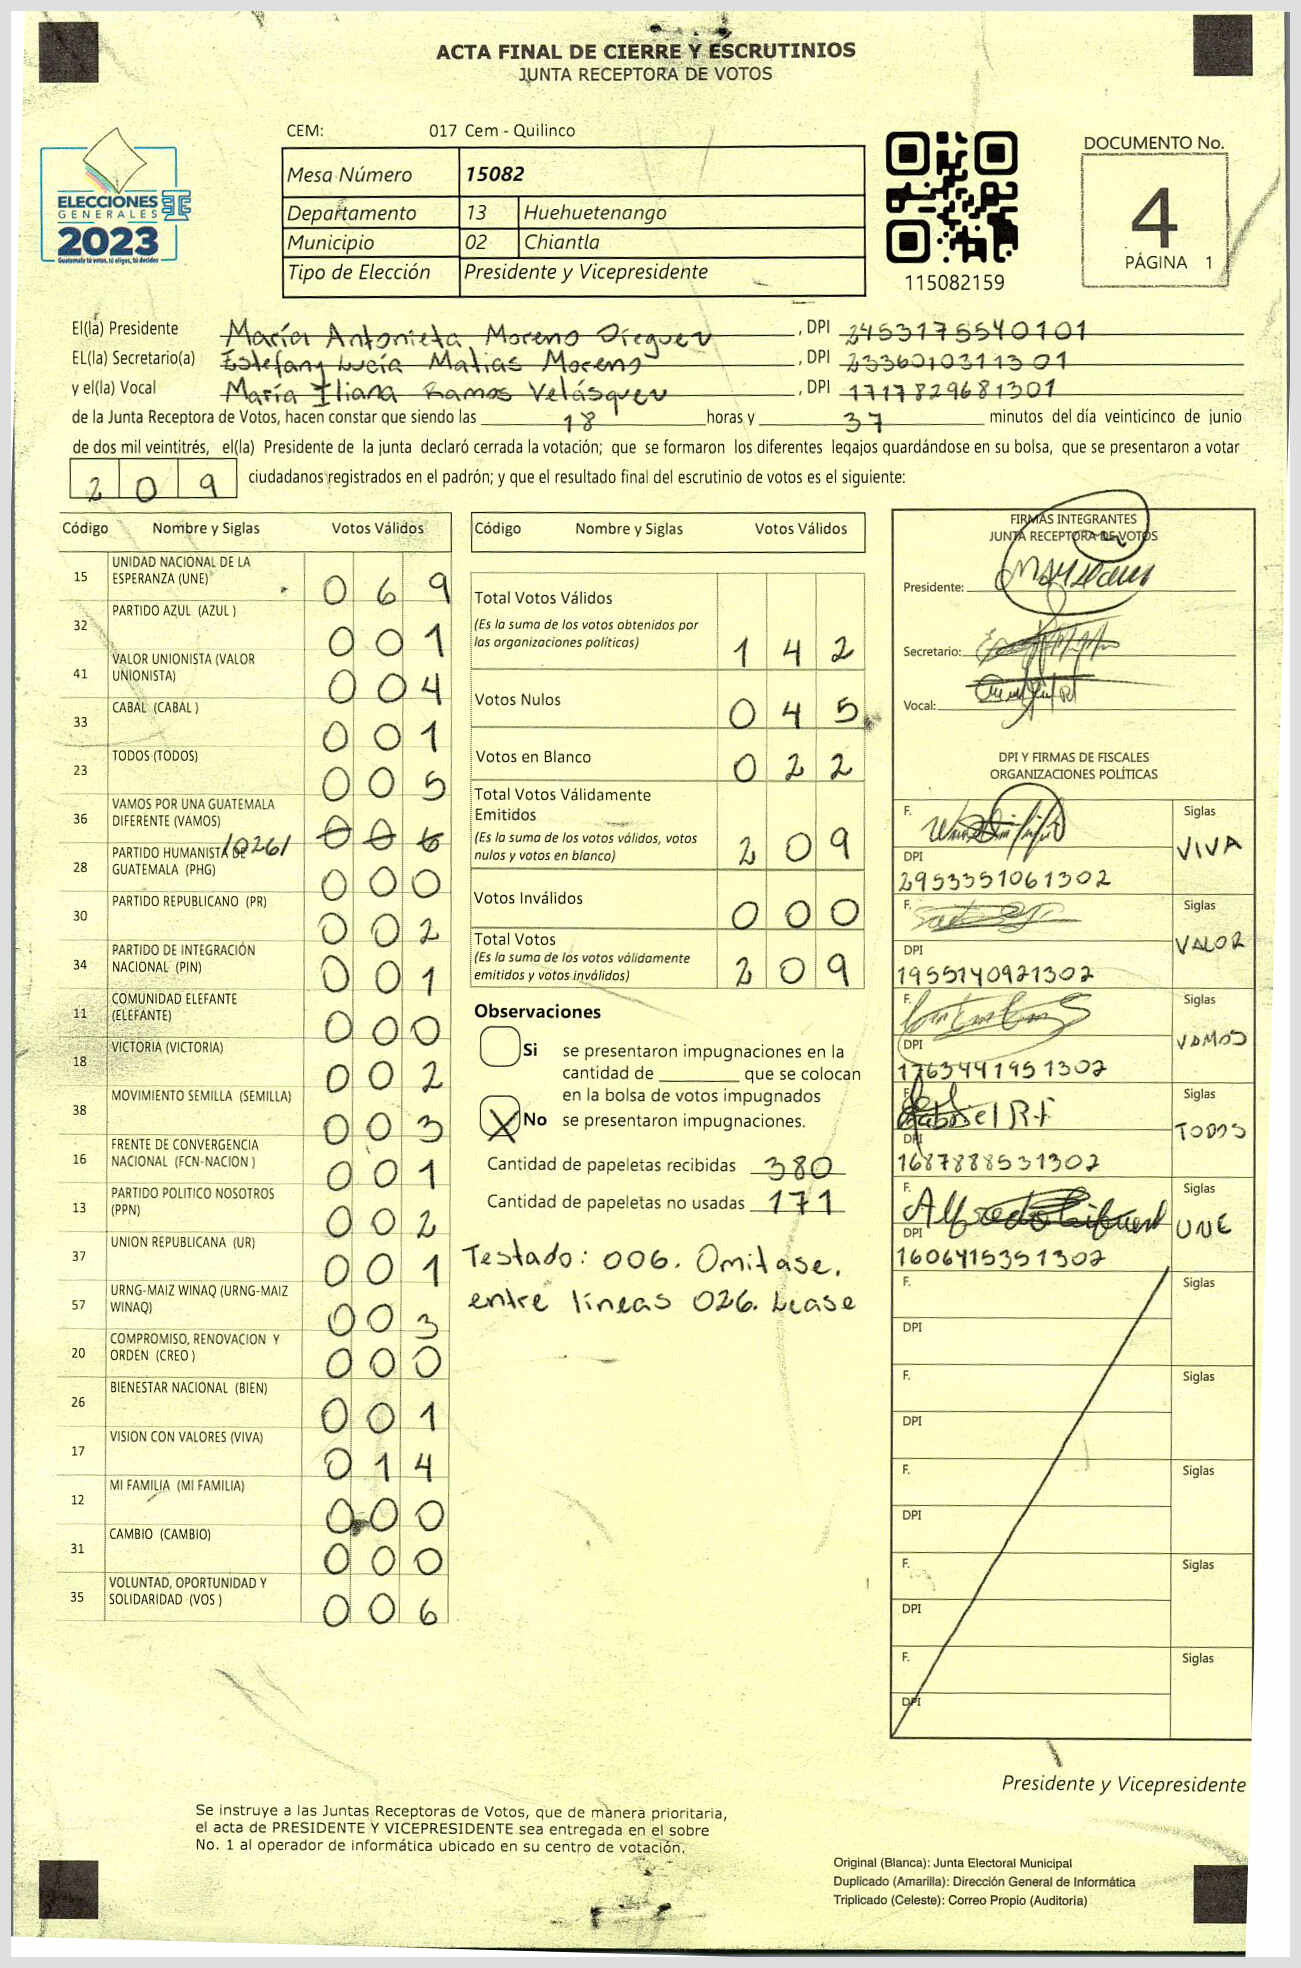 ACTA FINAL DE CIERRE Y ESCRUTINIOS
JUNTA RECEPTORA DE VOTOS
CEM: 017 Cem - Quilinco
ELECCIONES
GENERALES
2023
Guatemala tú votas, tú eliges, tú decides
Mesa Número 15082
Departamento 13 Huehuetenango
Municipio 02 Chiantla
Tipo de Elección Presidente y Vicepresidente
115082159
DOCUMENTO No.
4
PÁGINA 1
El(la) Presidente María Antonieta Moreno Dieguez, DPI 2453175540101
EL(la) Secretario(a) Estefany Lucía Matias Moreno, DPI 2336010311301
y el(la) Vocal María Iliana Ramos Velásquez, DPI 1717829681301
de la Junta Receptora de Votos, hacen constar que siendo las 18 horas y 37 minutos del día veinticinco de junio
de dos mil veintitrés, el(la) Presidente de la junta declaró cerrada la votación; que se formaron los diferentes legajos guardándose en su bolsa, que se presentaron a votar
209 ciudadanos registrados en el padrón; y que el resultado final del escrutinio de votos es el siguiente:
Código Nombre y Siglas Votos Válidos
15 UNIDAD NACIONAL DE LA
ESPERANZA (UNE) 0 6 9
32 PARTIDO AZUL (AZUL ) 0 0 1
41 VALOR UNIONISTA (VALOR
UNIONISTA) 0 0 4
33 CABAL (CABAL ) 0 0 1
23 TODOS (TODOS) 0 0 5
36 VAMOS POR UNA GUATEMALA
DIFERENTE (VAMOS) 0 0 6
/026/
28 PARTIDO HUMANISTA DE
GUATEMALA (PHG) 0 0 0
30 PARTIDO REPUBLICANO (PR) 0 0 2
34 PARTIDO DE INTEGRACIÓN
NACIONAL (PIN) 0 0 1
11 COMUNIDAD ELEFANTE
(ELEFANTE) 0 0 0
18 VICTORIA (VICTORIA) 0 0 2
38 MOVIMIENTO SEMILLA (SEMILLA) 0 0 3
16 FRENTE DE CONVERGENCIA
NACIONAL (FCN-NACION ) 0 0 1
13 PARTIDO POLITICO NOSOTROS
(PPN) 0 0 2
37 UNION REPUBLICANA (UR) 0 0 1
57 URNG-MAIZ WINAQ (URNG-MAIZ
WINAQ) 0 0 3
20 COMPROMISO, RENOVACION Y
ORDEN (CREO ) 0 0 0
26 BIENESTAR NACIONAL (BIEN) 0 0 1
17 VISION CON VALORES (VIVA) 0 1 4
12 MI FAMILIA (MI FAMILIA) 0 0 0
31 CAMBIO (CAMBIO) 0 0 0
35 VOLUNTAD, OPORTUNIDAD Y
SOLIDARIDAD (VOS ) 0 0 6
Código Nombre y Siglas Votos Válidos
Total Votos Válidos
(Es la suma de los votos obtenidos por
las organizaciones políticas) 1 4 2
Votos Nulos 0 4 5
Votos en Blanco 0 2 2
Total Votos Válidamente
Emitidos
(Es la suma de los votos válidos, votos
nulos y votos en blanco) 2 0 9
Votos Inválidos 0 0 0
Total Votos
(Es la suma de los votos válidamente
emitidos y votos inválidos) 2 0 9
Observaciones
Si se presentaron impugnaciones en la
cantidad de ________ que se colocan
en la bolsa de votos impugnados
X No se presentaron impugnaciones.
Cantidad de papeletas recibidas 380
Cantidad de papeletas no usadas 171
Testado: 006. Omitase.
entre líneas 026. Lease
FIRMAS INTEGRANTES
JUNTA RECEPTORA DE VOTOS
Presidente:
Secretario:
Vocal:
DPI Y FIRMAS DE FISCALES
ORGANIZACIONES POLÍTICAS
F. Siglas
VIVA
DPI
2953351061302
F. Siglas
VALOR
DPI
1955140921302
F. Siglas
VAMOS
DPI
1763441951302
F. Gabriel R.F Siglas
TODOS
DPI
1687888531302
F. Alfredo Siglas
UNE
DPI
1606415351302
F. Siglas
DPI
F. Siglas
DPI
F. Siglas
DPI
F. Siglas
DPI
F. Siglas
DPI
Presidente y Vicepresidente
Se instruye a las Juntas Receptoras de Votos, que de manera prioritaria,
el acta de PRESIDENTE Y VICEPRESIDENTE sea entregada en el sobre
No. 1 al operador de informática ubicado en su centro de votación.
Original (Blanca): Junta Electoral Municipal
Duplicado (Amarilla): Dirección General de Informática
Triplicado (Celeste): Correo Propio (Auditoria)